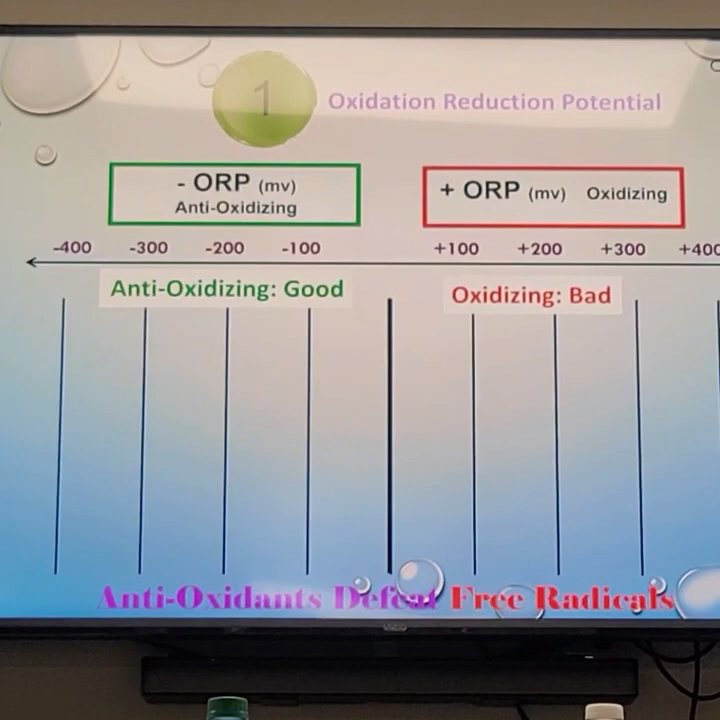 1
Oxidation Reduction Potential
- ORP (mv)
Anti-Oxidizing
+ ORP (mv) Oxidizing
-400 -300 -200 -100 +100 +200 +300 +400
Anti-Oxidizing: Good
Oxidizing: Bad
Anti-Oxidants Defeat Free Radicals
VIZIO